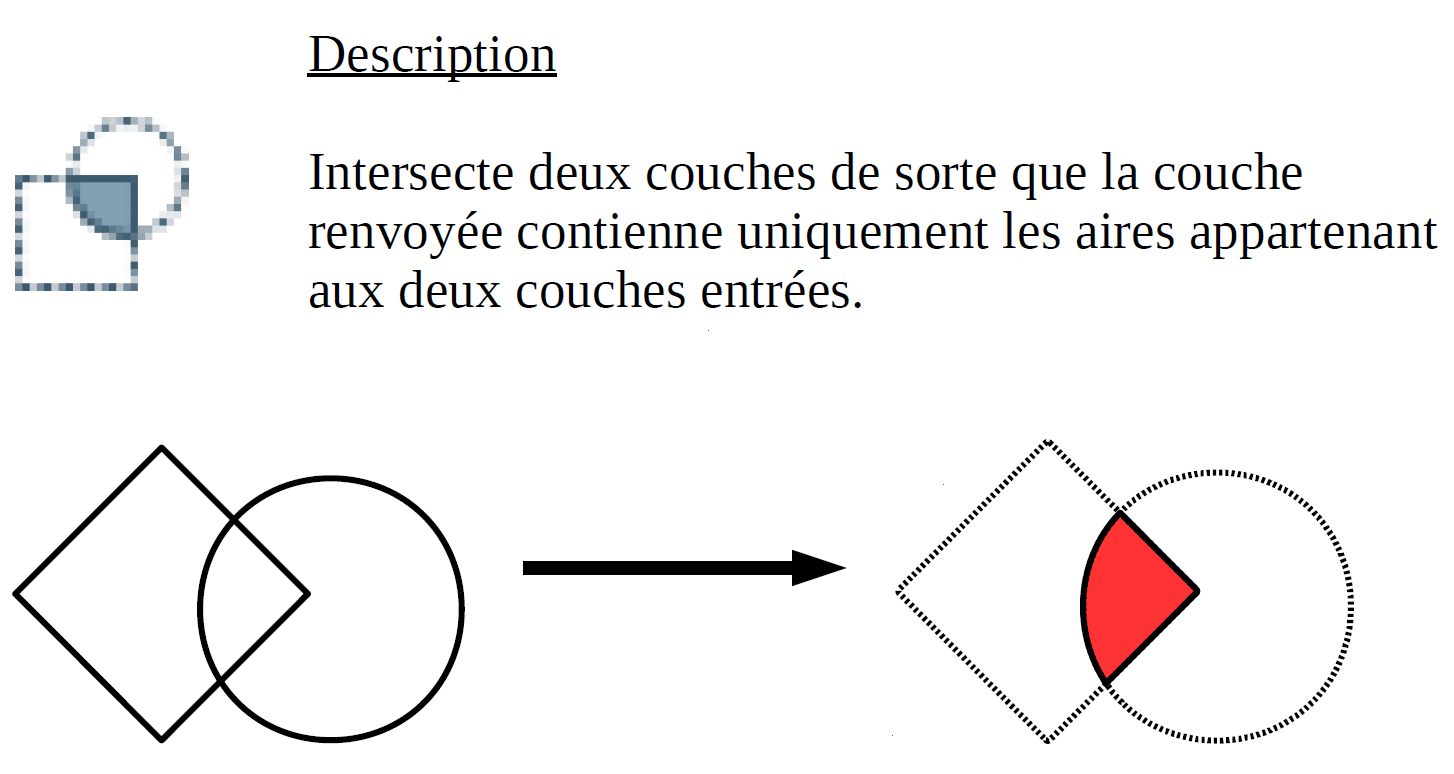 Description
Intersecte deux couches de sorte que la couche
renvoyée contienne uniquement les aires appartenant
aux deux couches entrées.